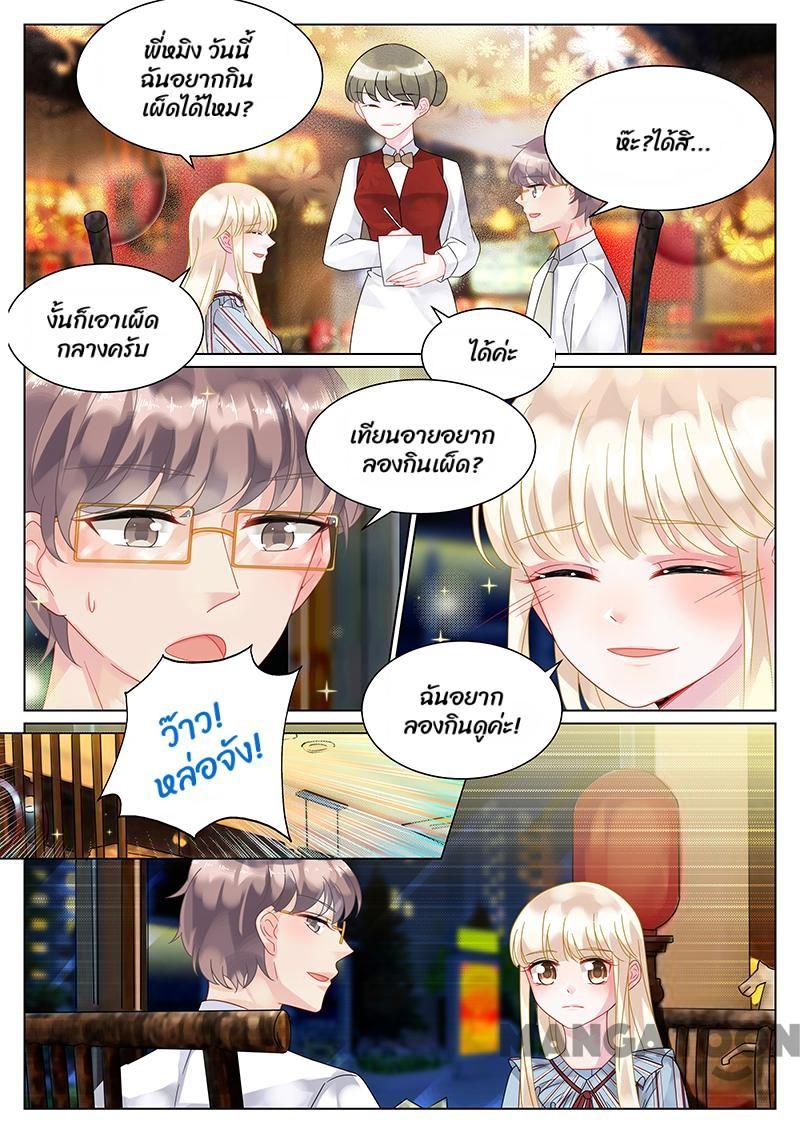 พี่หมิง วันนี้
ฉันอยากกิน
เผ็ดได้ไหม?
ห๊ะ?ได้สิ...
งั้นก็เอาเผ็ด
กลางครับ
ได้ค่ะ
เทียนอายอยาก
ลองกินเผ็ด?
ฉันอยาก
ลองกินดูค่ะ!
ว๊าว!
หล่อจัง!
MANGATOON